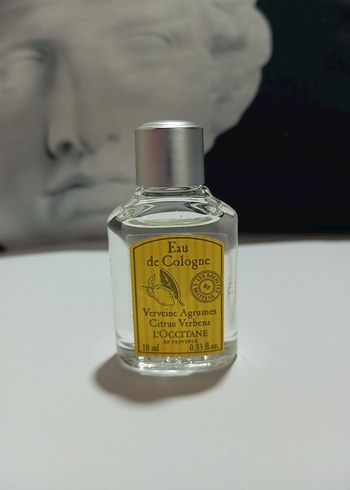 Eau
de Cologne
Verveine Agrumes
Citrus Verbena
L'OCCITANE
EN PROVENCE
10 ml 0.33 fl.oz.